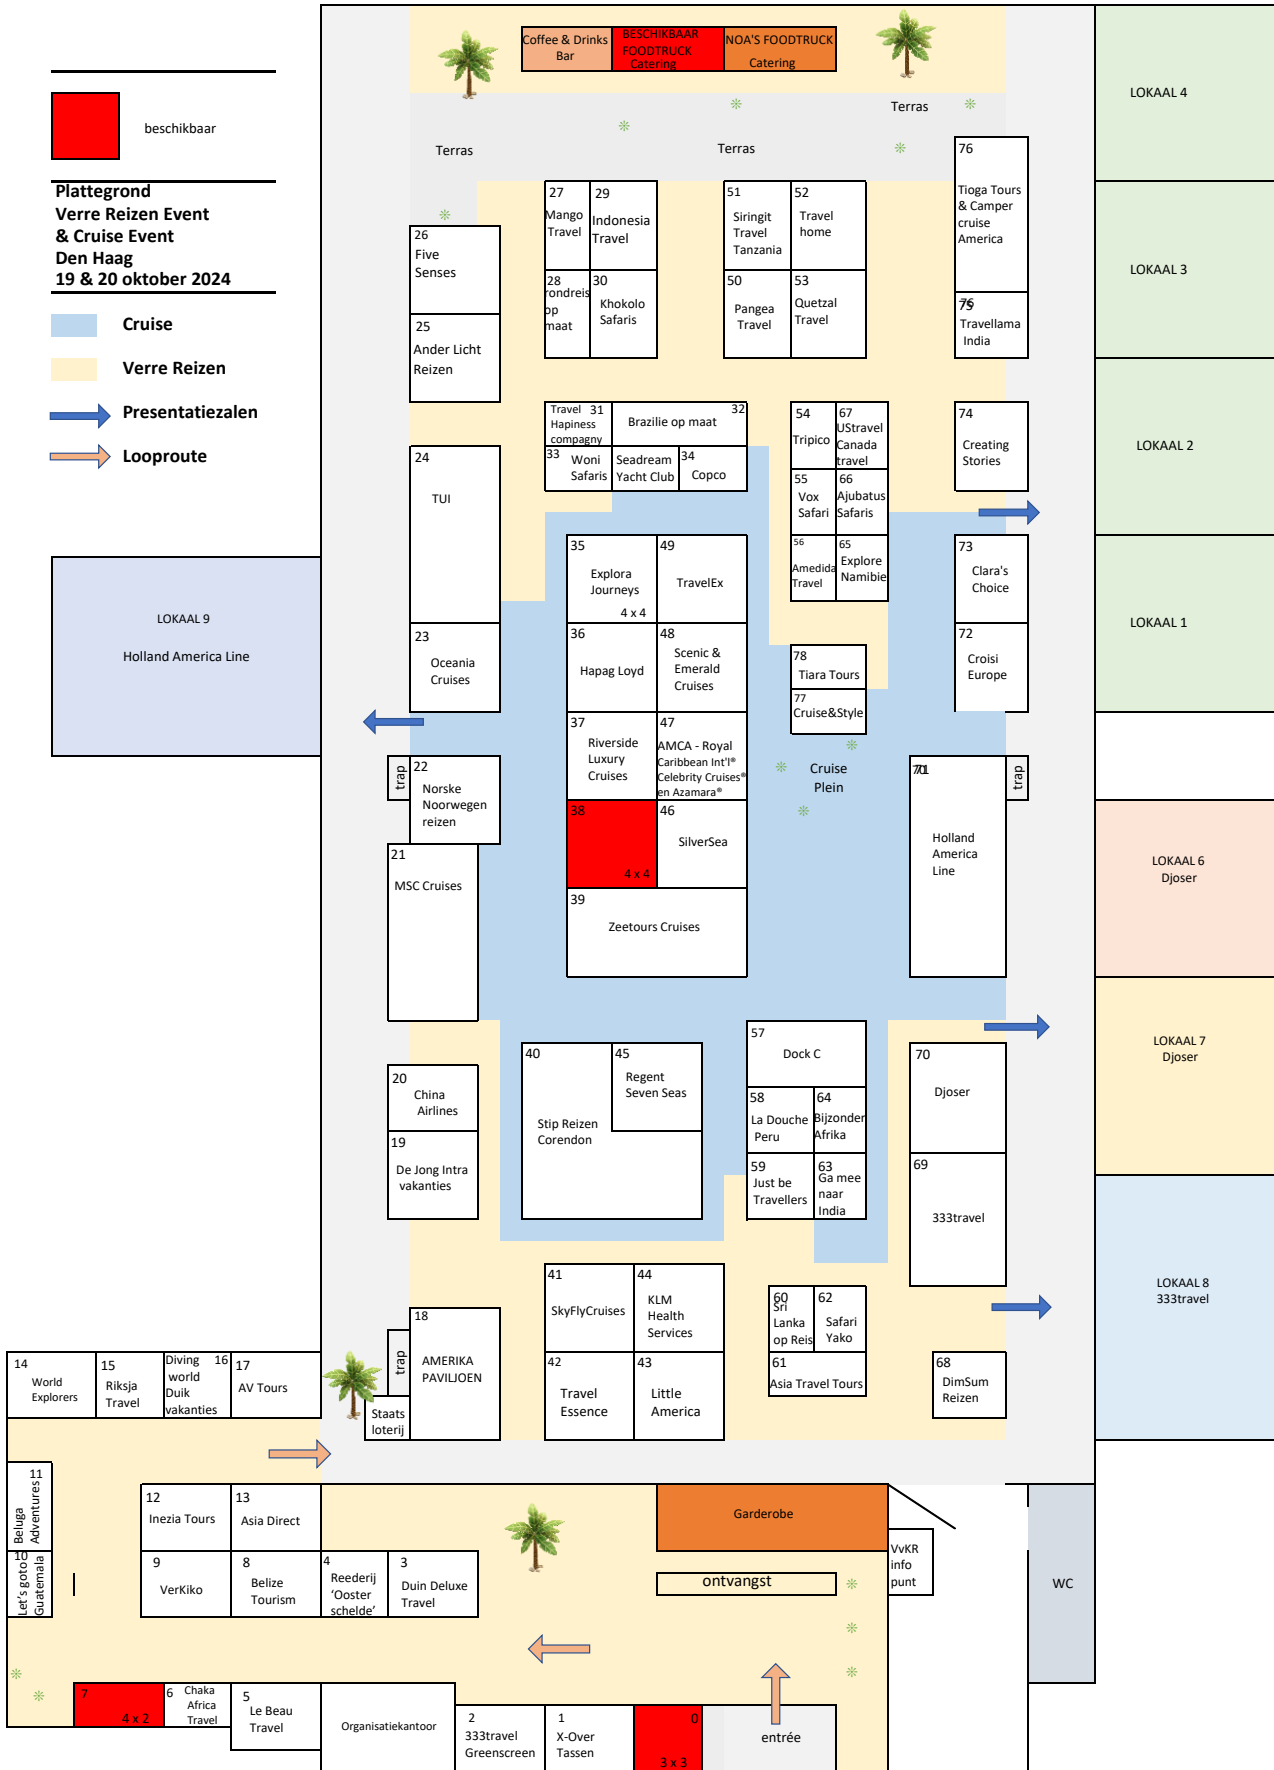 Coffee & Drinks
Bar
BESCHIKBAAR
FOODTRUCK
Catering
NOA'S FOODTRUCK
Catering
beschikbaar
Plattegrond
Verre Reizen Event
& Cruise Event
Den Haag
19 & 20 oktober 2024
Cruise
Verre Reizen
Presentatiezalen
Looproute
Terras
Terras
Terras
LOKAAL 4
LOKAAL 3
LOKAAL 2
LOKAAL 1
26
Five
Senses
25
Ander Licht
Reizen
27
Mango
Travel
29
Indonesia
Travel
28
rondreis
op
maat
30
Khokolo
Safaris
51
Siringit
Travel
Tanzania
52
Travel
home
50
Pangea
Travel
53
Quetzal
Travel
76
Tioga Tours
& Camper
cruise
America
76
75
Travellama
India
24
TUI
Travel 31
Hapiness
compagny
32
Brazilie op maat
33
Woni
Safaris
Seadream
Yacht Club
34
Copco
54
Tripico
67
UStravel
Canada
travel
55
Vox
Safari
66
Ajubatus
Safaris
56
Amedida
Travel
65
Explore
Namibie
74
Creating
Stories
73
Clara's
Choice
72
Croisi
Europe
LOKAAL 9
Holland America Line
23
Oceania
Cruises
35
Explora
Journeys
4 x 4
49
TravelEx
36
Hapag Loyd
48
Scenic &
Emerald
Cruises
37
Riverside
Luxury
Cruises
47
AMCA - Royal
Caribbean Int'l®
Celebrity Cruises®
en Azamara®
78
Tiara Tours
77
Cruise&Style
Cruise
Plein
trap
22
Norske
Noorwegen
reizen
38
4 x 4
46
SilverSea
70
71
Holland
America
Line
trap
21
MSC Cruises
39
Zeetours Cruises
LOKAAL 6
Djoser
LOKAAL 7
Djoser
LOKAAL 8
333travel
20
China
Airlines
19
De Jong Intra
vakanties
40
Stip Reizen
Corendon
45
Regent
Seven Seas
57
Dock C
58
La Douche
Peru
64
Bijzonder
Afrika
59
Just be
Travellers
63
Ga mee
naar
India
70
Djoser
69
333travel
18
AMERIKA
PAVILJOEN
trap
Staats
loterij
41
SkyFlyCruises
44
KLM
Health
Services
42
Travel
Essence
43
Little
America
60
Sri
Lanka
op Reis
62
Safari
Yako
61
Asia Travel Tours
68
DimSum
Reizen
14
World
Explorers
15
Riksja
Travel
Diving 16
world
Duik
vakanties
17
AV Tours
11
Beluga
Adventures
10
Let's goto
Guatemala
12
Inezia Tours
13
Asia Direct
9
VerKiko
8
Belize
Tourism
4
Reederij
‘Ooster
schelde’
3
Duin Deluxe
Travel
Garderobe
ontvangst
VvKR
info
punt
WC
7
4 x 2
6
Chaka
Africa
Travel
5
Le Beau
Travel
Organisatiekantoor
2
333travel
Greenscreen
1
X-Over
Tassen
0
3 x 3
entrée